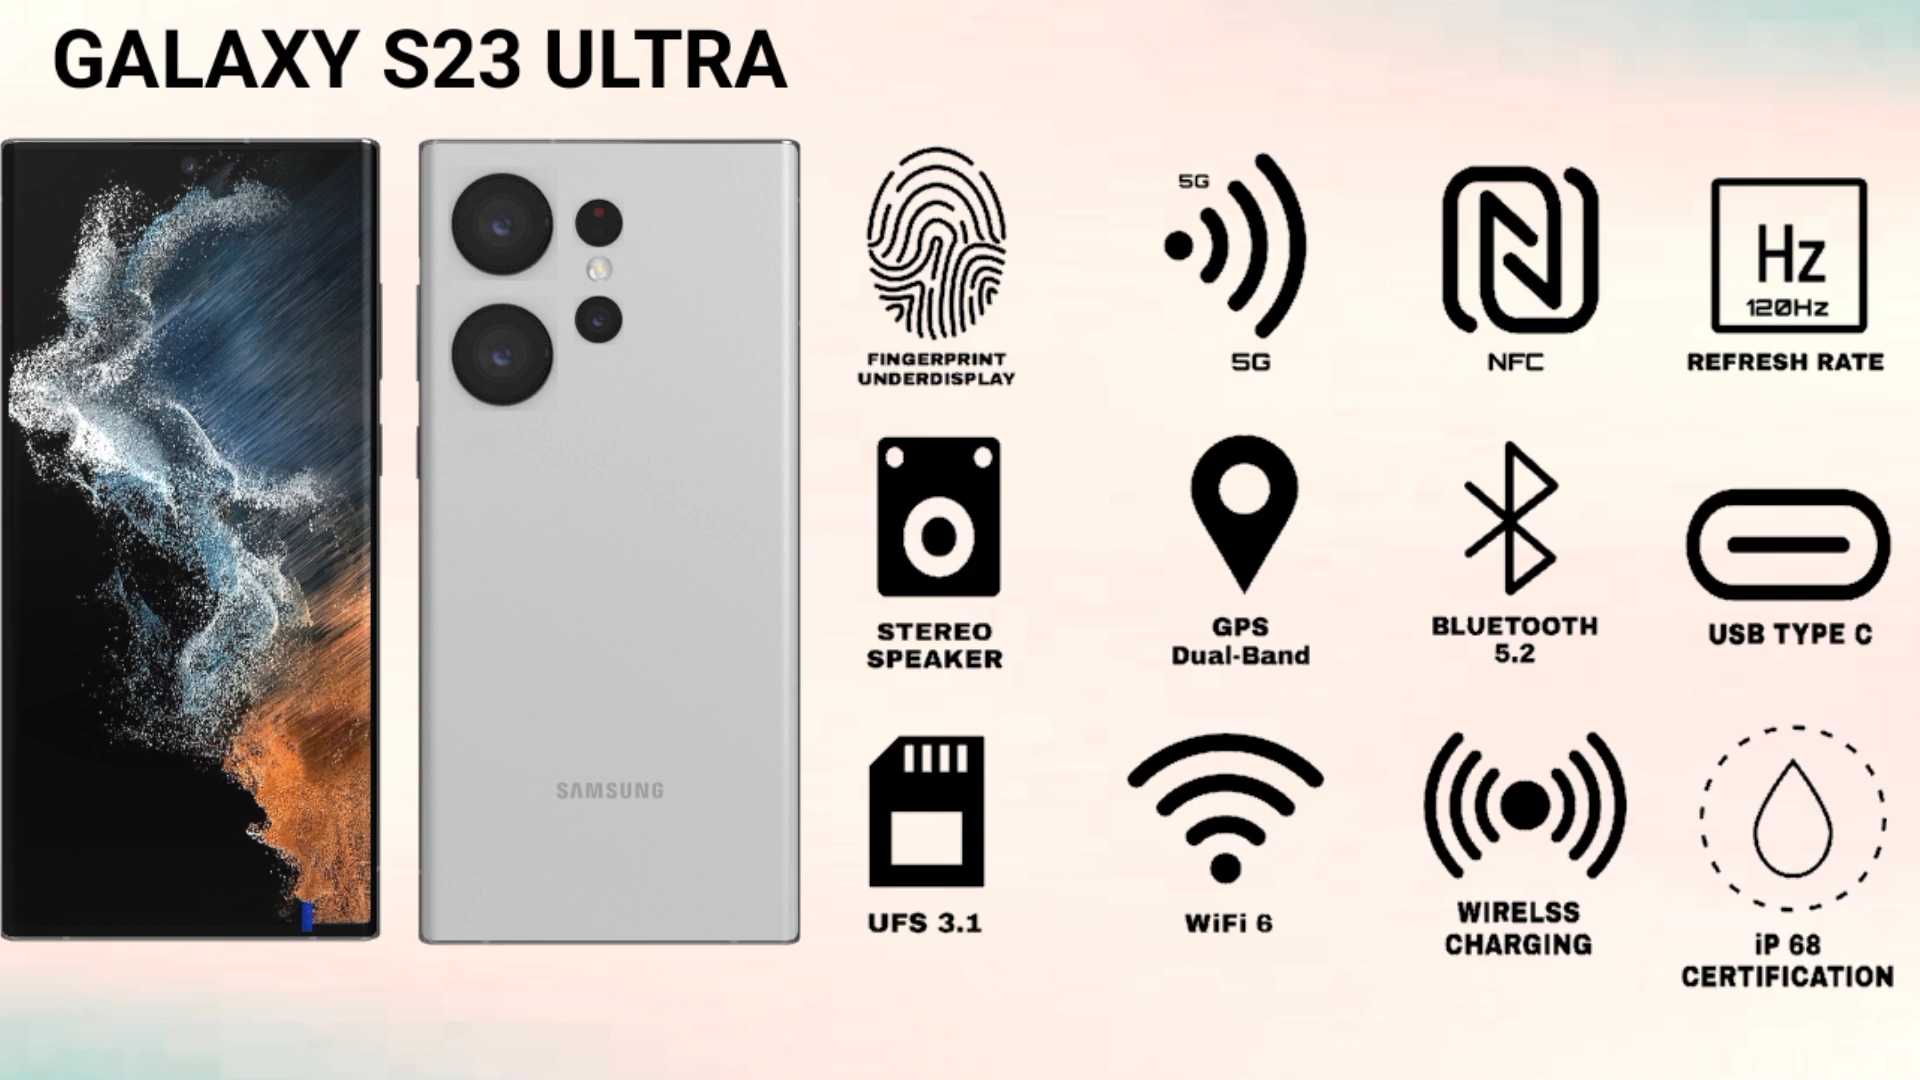 GALAXY S23 ULTRA
SAMSUNG
FINGERPRINT
UNDERDISPLAY
5G
5G
NFC
Hz
120Hz
REFRESH RATE
STEREO
SPEAKER
GPS
Dual-Band
BLUETOOTH
5.2
USB TYPE C
UFS 3.1
WiFi 6
WIRELSS
CHARGING
iP 68
CERTIFICATION